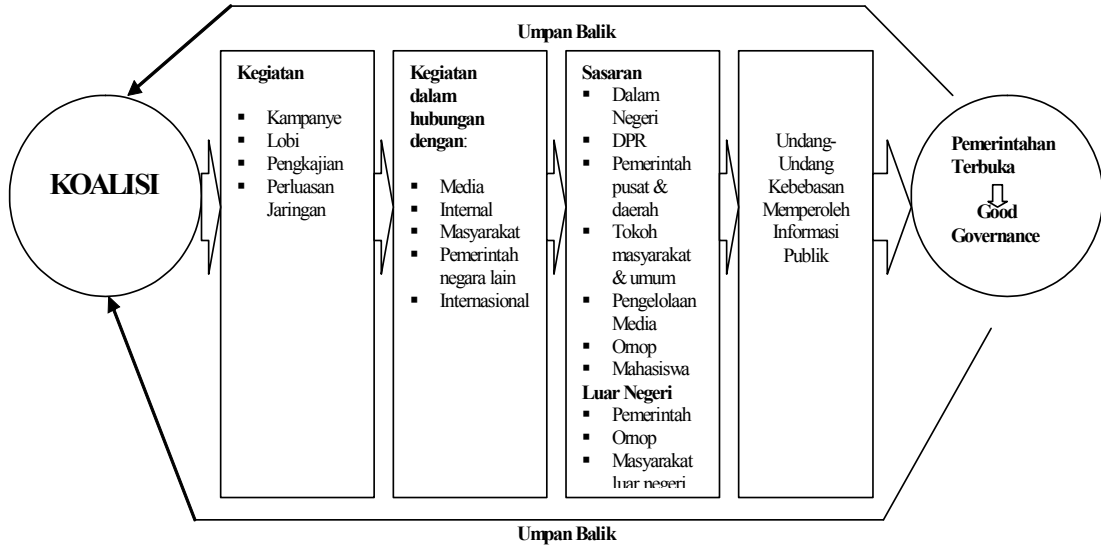 Umpan Balik
KOALISI
Kegiatan
▪ Kampanye
▪ Lobi
▪ Pengkajian
▪ Perluasan
Jaringan
Kegiatan
dalam
hubungan
dengan:
▪ Media
▪ Internal
▪ Masyarakat
▪ Pemerintah
negara lain
▪ Internasional
Sasaran
▪ Dalam
Negeri
▪ DPR
▪ Pemerintah
pusat &
daerah
▪ Tokoh
masyarakat
& umum
▪ Pengelolaan
Media
▪ Ornop
▪ Mahasiswa
Luar Negeri
▪ Pemerintah
▪ Ornop
▪ Masyarakat
luar negeri
Undang-
Undang
Kebebasan
Memperoleh
Informasi
Publik
Pemerintahan
Terbuka
Good
Governance
Umpan Balik